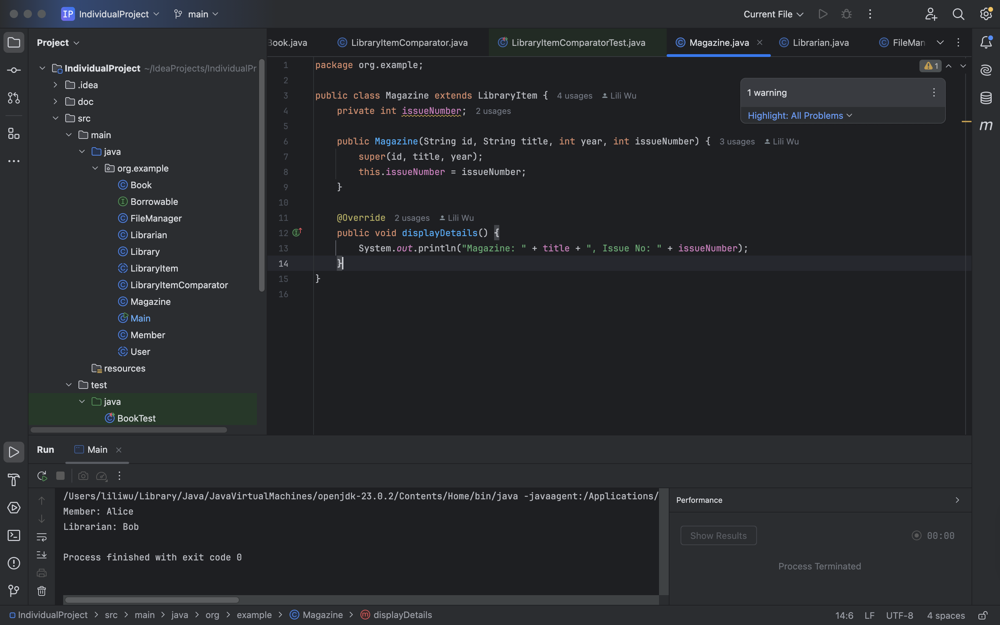 IP IndividualProject main Current File
Project
IndividualProject ~/IdeaProjects/IndividualPr
.idea
doc
src
main
java
org.example
Book
Borrowable
FileManager
Librarian
Library
LibraryItem
LibraryItemComparator
Magazine
Main
Member
User
resources
test
java
BookTest
Book.java LibraryItemComparator.java LibraryItemComparatorTest.java Magazine.java Librarian.java FileMan
1 package org.example;
2
3 public class Magazine extends LibraryItem { 4 usages Lili Wu
4 private int issueNumber; 2 usages
5
6 public Magazine(String id, String title, int year, int issueNumber) { 3 usages Lili Wu
7 super(id, title, year);
8 this.issueNumber = issueNumber;
9 }
10
11 @Override 2 usages Lili Wu
12 public void displayDetails() {
13 System.out.println("Magazine: " + title + ", Issue No: " + issueNumber);
14 }
15 }
16
1
1 warning
Highlight: All Problems
m
Run Main
/Users/liliwu/Library/Java/JavaVirtualMachines/openjdk-23.0.2/Contents/Home/bin/java -javaagent:/Applications/
Member: Alice
Librarian: Bob
Process finished with exit code 0
Performance
Show Results 00:00
Process Terminated
IndividualProject > src > main > java > org > example > Magazine > displayDetails
14:6 LF UTF-8 4 spaces